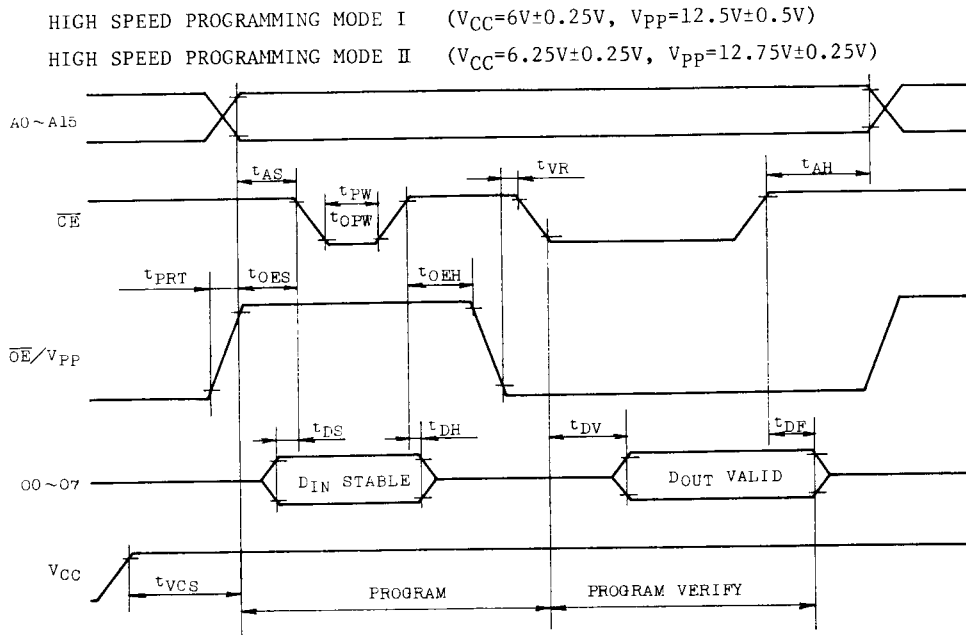 HIGH SPEED PROGRAMMING MODE I (VCC=6V±0.25V, VPP=12.5V±0.5V)
HIGH SPEED PROGRAMMING MODE II (VCC=6.25V±0.25V, VPP=12.75V±0.25V)
A0~A15
tAS
tPW
tOPW
tVR
tAH
CE
tPRT
tOES
tOEH
OE/VPP
tDS
tDH
tDV
tDF
O0~O7
DIN STABLE
DOUT VALID
VCC
tVCS
PROGRAM
PROGRAM VERIFY